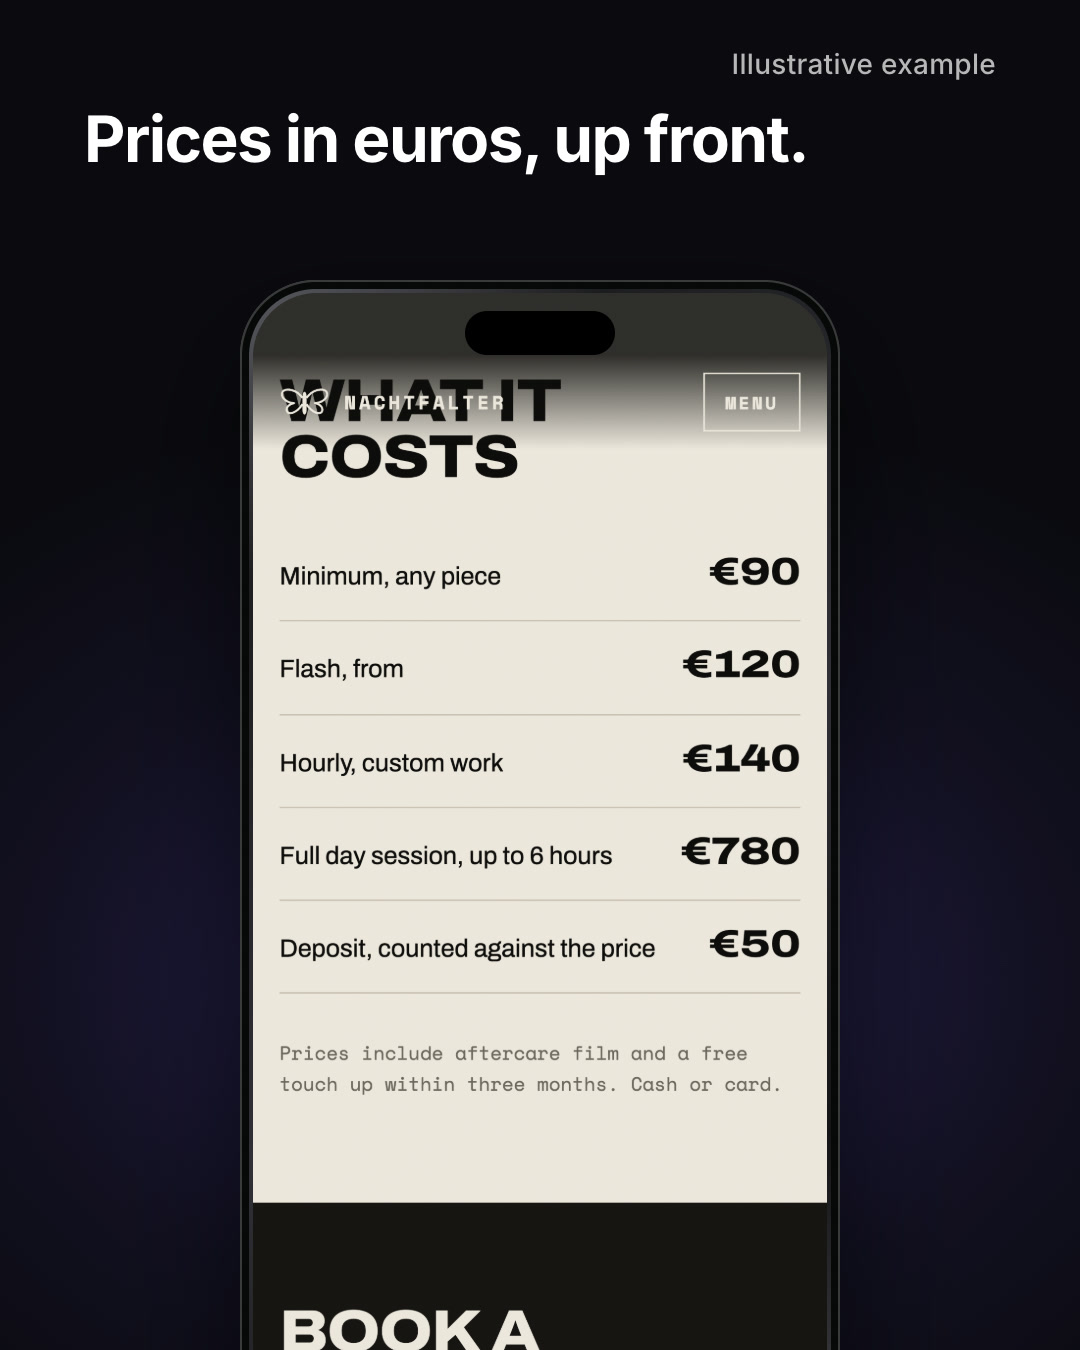 Illustrative example
Prices in euros, up front.
WHAT IT
NACHTFALTER
MENU
COSTS
Minimum, any piece
€90
Flash, from
€120
Hourly, custom work
€140
Full day session, up to 6 hours
€780
Deposit, counted against the price
€50
Prices include aftercare film and a free
touch up within three months. Cash or card.
BOOK A